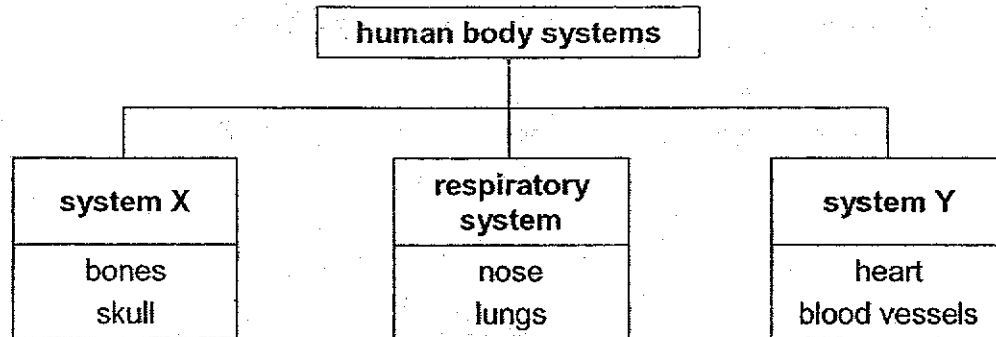 human body systems
system X
bones
skull
respiratory
system
nose
lungs
system Y
heart
blood vessels